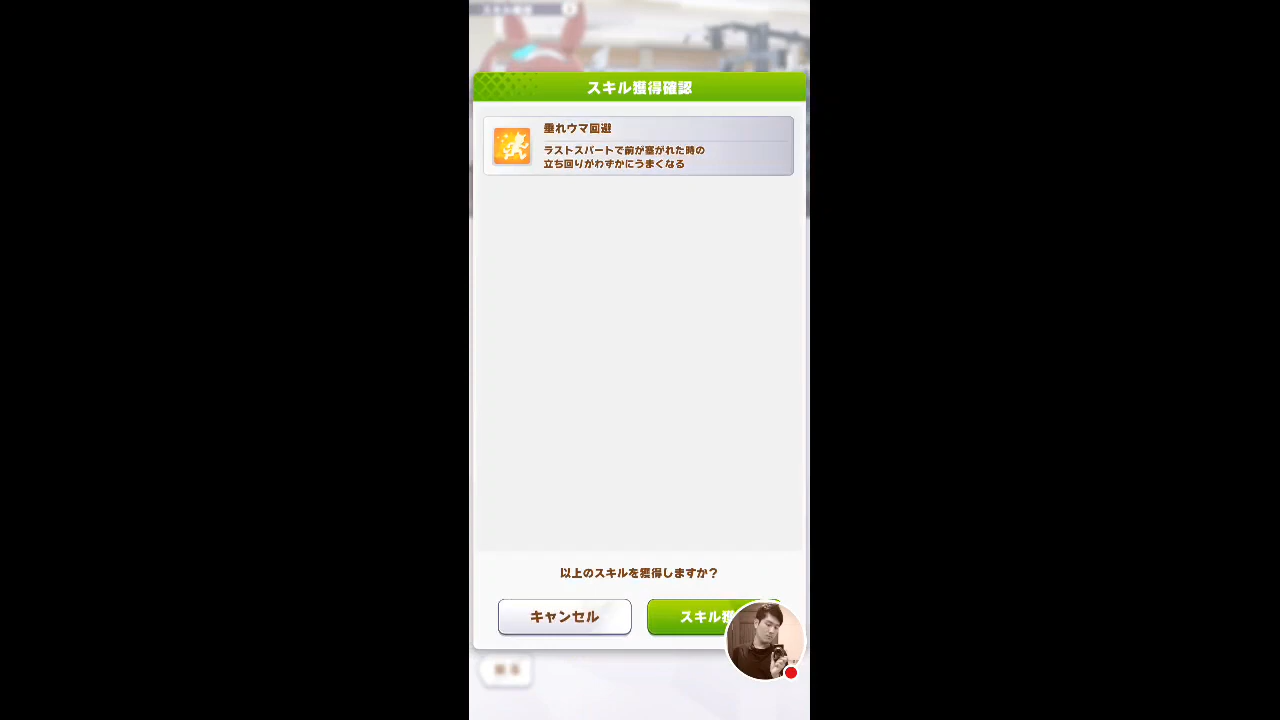 スキル獲得確認
垂れウマ回避
ラストスパートで前が塞がれた時の
立ち回りがわずかにうまくなる
以上のスキルを獲得しますか?
キャンセル
スキル獲